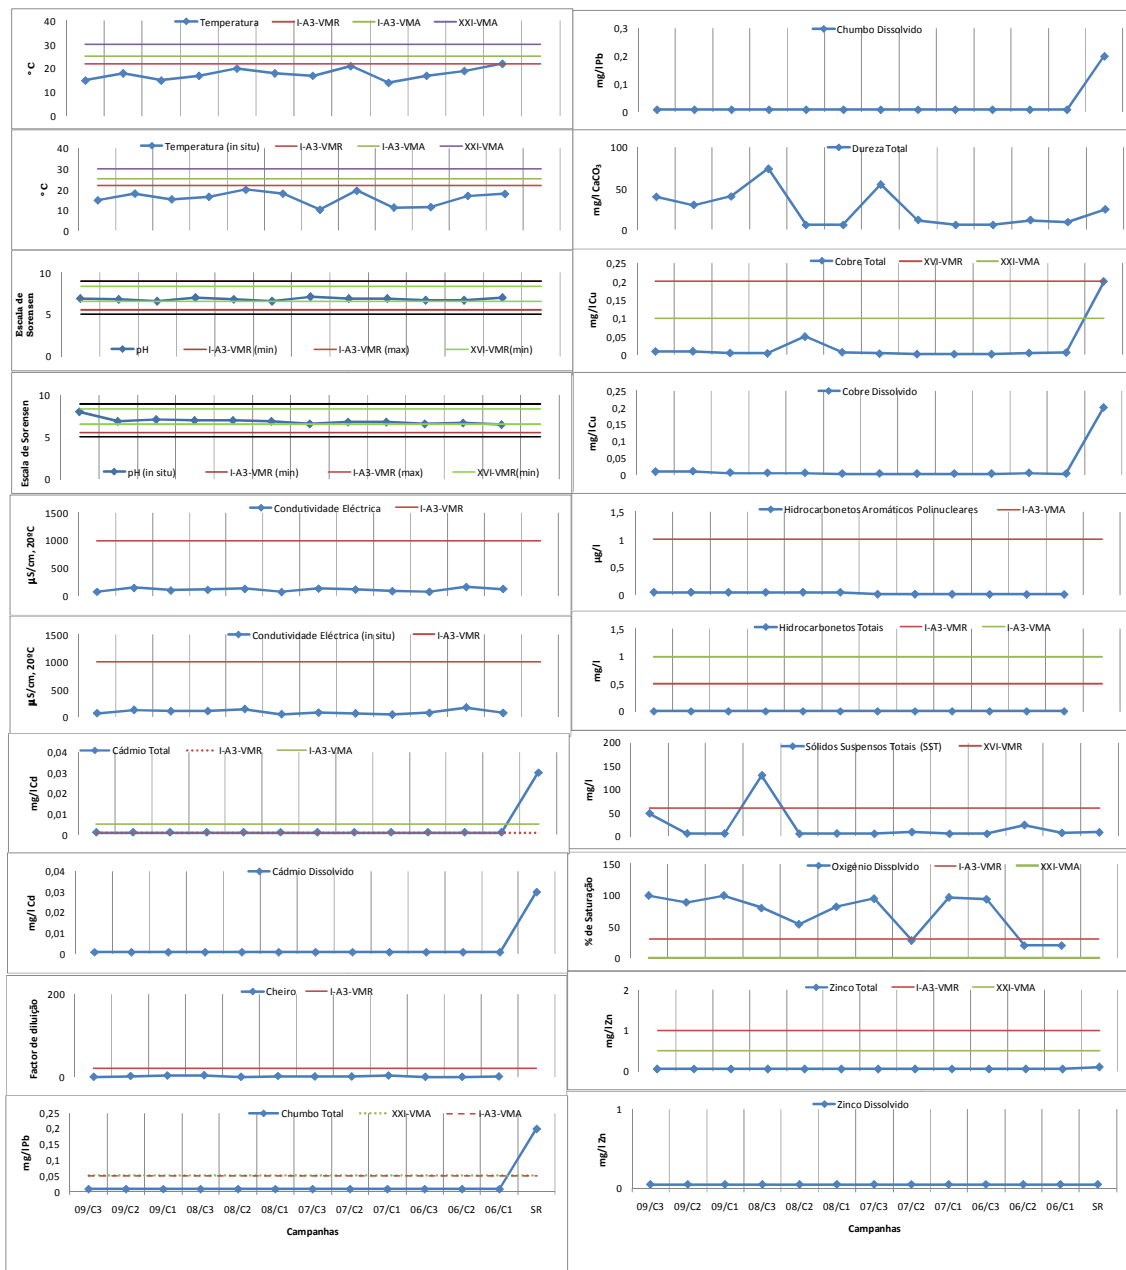 Temperatura I-A3-VMR I-A3-VMA XXI-VMA
40
30
20
10
0
° C
Temperatura (in situ) I-A3-VMR I-A3-VMA XXI-VMA
40
30
20
10
0
° C
10
5
0
Escala de
Sorensen
pH I-A3-VMR (min) I-A3-VMR (max) XVI-VMR(min)
10
5
0
Escala de Sorensen
pH (in situ) I-A3-VMR (min) I-A3-VMR (max) XVI-VMR(min)
Condutividade Eléctrica I-A3-VMR
1500
1000
500
0
µS/cm, 20ºC
Condutividade Eléctrica (in situ) I-A3-VMR
1500
1000
500
0
µS/cm, 20ºC
Cádmio Total I-A3-VMR I-A3-VMA
0,04
0,03
0,02
0,01
0
mg/l Cd
Cádmio Dissolvido
0,04
0,03
0,02
0,01
0
mg/l Cd
Cheiro I-A3-VMR
200
0
Factor de diluição
Chumbo Total XXI-VMA I-A3-VMA
0,25
0,2
0,15
0,1
0,05
0
mg/l Pb
09/C3 09/C2 09/C1 08/C3 08/C2 08/C1 07/C3 07/C2 07/C1 06/C3 06/C2 06/C1 SR
Campanhas
Chumbo Dissolvido
0,3
0,2
0,1
0
mg/l Pb
Dureza Total
100
50
0
mg/l CaCO₃
Cobre Total XVI-VMR XXI-VMA
0,25
0,2
0,15
0,1
0,05
0
mg/l Cu
Cobre Dissolvido
0,25
0,2
0,15
0,1
0,05
0
mg/l Cu
Hidrocarbonetos Aromáticos Polinucleares I-A3-VMA
1,5
1
0,5
0
µg/l
Hidrocarbonetos Totais I-A3-VMR I-A3-VMA
1,5
1
0,5
0
mg/l
Sólidos Suspensos Totais (SST) XVI-VMR
200
150
100
50
0
mg/l
Oxigénio Dissolvido I-A3-VMR XXI-VMA
150
100
50
0
% de Saturação
Zinco Total I-A3-VMR XXI-VMA
2
1
0
mg/l Zn
Zinco Dissolvido
1
0
mg/l Zn
09/C3 09/C2 09/C1 08/C3 08/C2 08/C1 07/C3 07/C2 07/C1 06/C3 06/C2 06/C1 SR
Campanhas